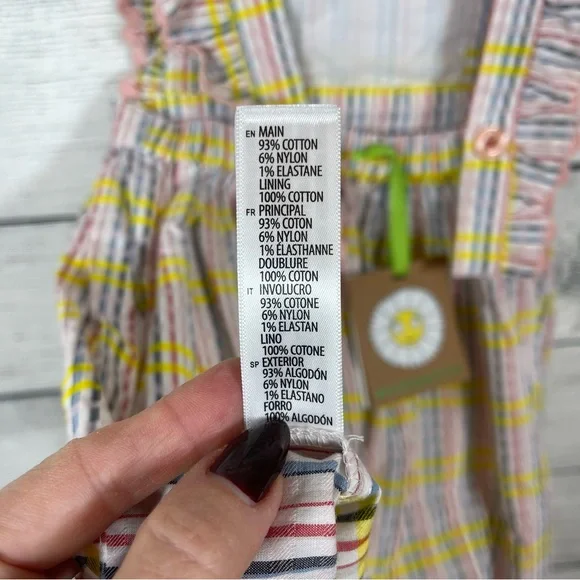 EN MAIN
93% COTTON
6% NYLON
1% ELASTANE
LINING
100% COTTON
FR PRINCIPAL
93% COTON
6% NYLON
1% ÉLASTHANNE
DOUBLURE
100% COTON
IT INVOLUCRO
93% COTONE
6% NYLON
1% ELASTAN
LINO
100% COTONE
SP EXTERIOR
93% ALGODÓN
6% NYLON
1% ELASTANO
FORRO
100% ALGODÓN